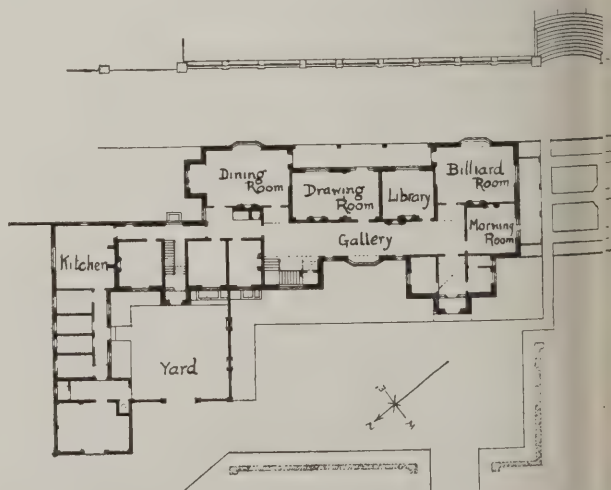 Dining
Room
Drawing
Room
Library
Billiard
Room
Morning
Room
Gallery
Kitchen
Yard
N